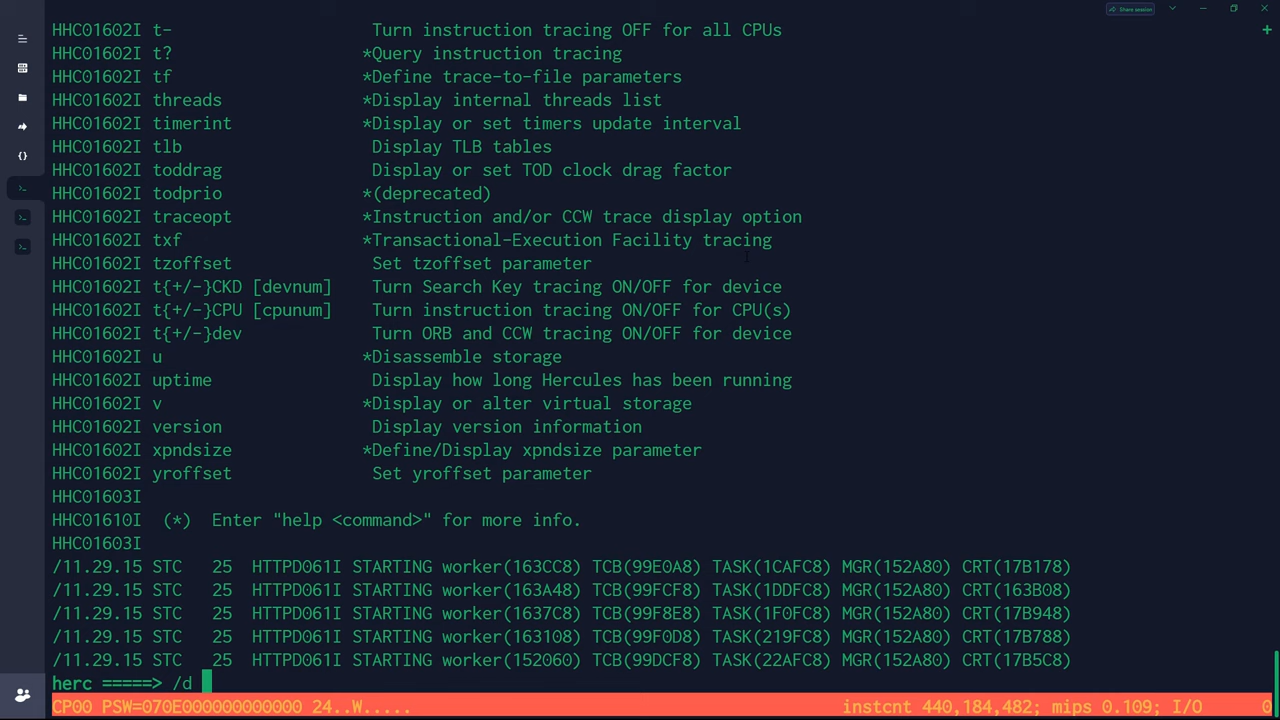 Share session
HHC01602I t- Turn instruction tracing OFF for all CPUs
HHC01602I t? *Query instruction tracing
HHC01602I tf *Define trace-to-file parameters
HHC01602I threads *Display internal threads list
HHC01602I timerint *Display or set timers update interval
HHC01602I tlb Display TLB tables
HHC01602I toddrag Display or set TOD clock drag factor
HHC01602I todprio *(deprecated)
HHC01602I traceopt *Instruction and/or CCW trace display option
HHC01602I txf *Transactional-Execution Facility tracing
HHC01602I tzoffset Set tzoffset parameter
HHC01602I t{+/-}CKD [devnum] Turn Search Key tracing ON/OFF for device
HHC01602I t{+/-}CPU [cpunum] Turn instruction tracing ON/OFF for CPU(s)
HHC01602I t{+/-}dev Turn ORB and CCW tracing ON/OFF for device
HHC01602I u *Disassemble storage
HHC01602I uptime Display how long Hercules has been running
HHC01602I v *Display or alter virtual storage
HHC01602I version Display version information
HHC01602I xpndsize *Define/Display xpndsize parameter
HHC01602I yroffset Set yroffset parameter
HHC01603I
HHC01610I (*) Enter "help <command>" for more info.
HHC01603I
/11.29.15 STC 25 HTTPD061I STARTING worker(163CC8) TCB(99E0A8) TASK(1CAFC8) MGR(152A80) CRT(17B178)
/11.29.15 STC 25 HTTPD061I STARTING worker(163A48) TCB(99FCF8) TASK(1DDFC8) MGR(152A80) CRT(163B08)
/11.29.15 STC 25 HTTPD061I STARTING worker(1637C8) TCB(99F8E8) TASK(1F0FC8) MGR(152A80) CRT(17B948)
/11.29.15 STC 25 HTTPD061I STARTING worker(163108) TCB(99F0D8) TASK(219FC8) MGR(152A80) CRT(17B788)
/11.29.15 STC 25 HTTPD061I STARTING worker(152060) TCB(99DCF8) TASK(22AFC8) MGR(152A80) CRT(17B5C8)
herc =====> /d
CP00 PSW=070E000000000000 24..W..... instcnt 440,184,482; mips 0.109; I/O 0